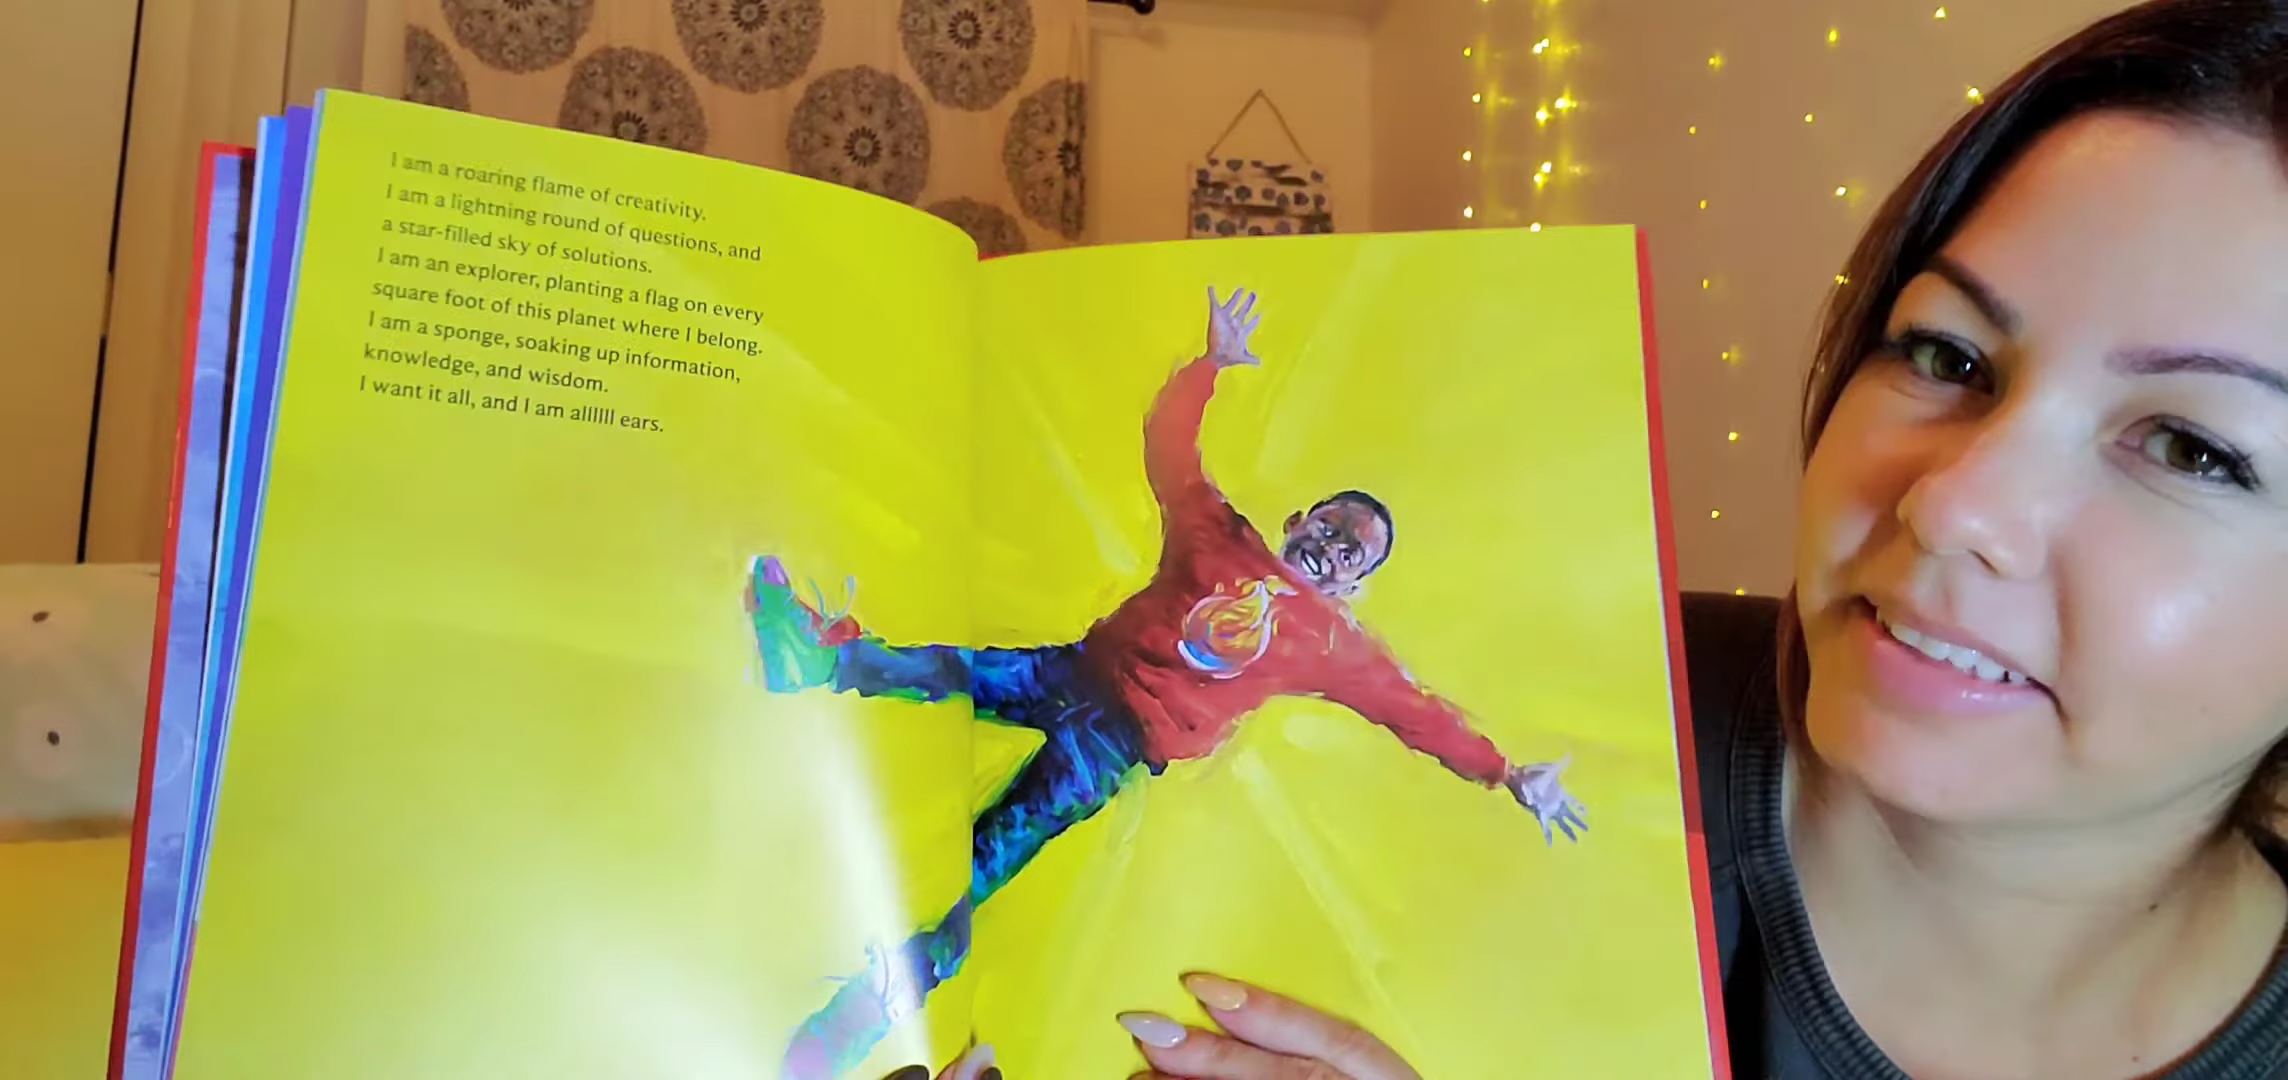 I am a roaring flame of creativity.
I am a lightning round of questions, and
a star-filled sky of solutions.
I am an explorer, planting a flag on every
square foot of this planet where I belong.
I am a sponge, soaking up information,
knowledge, and wisdom.
I want it all, and I am allllll ears.